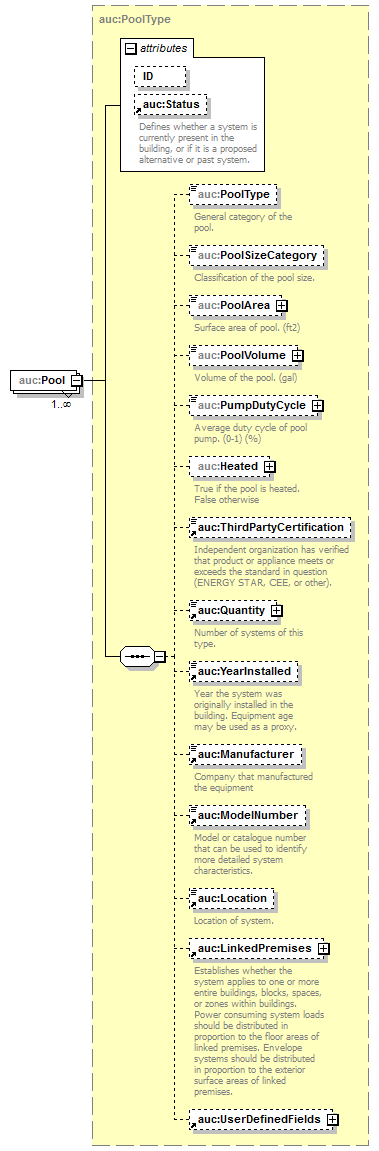 auc:PoolType
attributes
ID
auc:Status
Defines whether a system is
currently present in the
building, or if it is a proposed
alternative or past system.
auc:PoolType
General category of the
pool.
auc:PoolSizeCategory
Classification of the pool size.
auc:PoolArea
Surface area of pool. (ft2)
auc:PoolVolume
Volume of the pool. (gal)
auc:Pool
1..∞
auc:PumpDutyCycle
Average duty cycle of pool
pump. (0-1) (%)
auc:Heated
True if the pool is heated.
False otherwise
auc:ThirdPartyCertification
Independent organization has verified
that product or appliance meets or
exceeds the standard in question
(ENERGY STAR, CEE, or other).
auc:Quantity
Number of systems of this
type.
auc:YearInstalled
Year the system was
originally installed in the
building. Equipment age
may be used as a proxy.
auc:Manufacturer
Company that manufactured
the equipment
auc:ModelNumber
Model or catalogue number
that can be used to identify
more detailed system
characteristics.
auc:Location
Location of system.
auc:LinkedPremises
Establishes whether the
system applies to one or more
entire buildings, blocks, spaces,
or zones within buildings.
Power consuming system loads
should be distributed in
proportion to the floor areas of
linked premises. Envelope
systems should be distributed
in proportion to the exterior
surface areas of linked
premises.
auc:UserDefinedFields